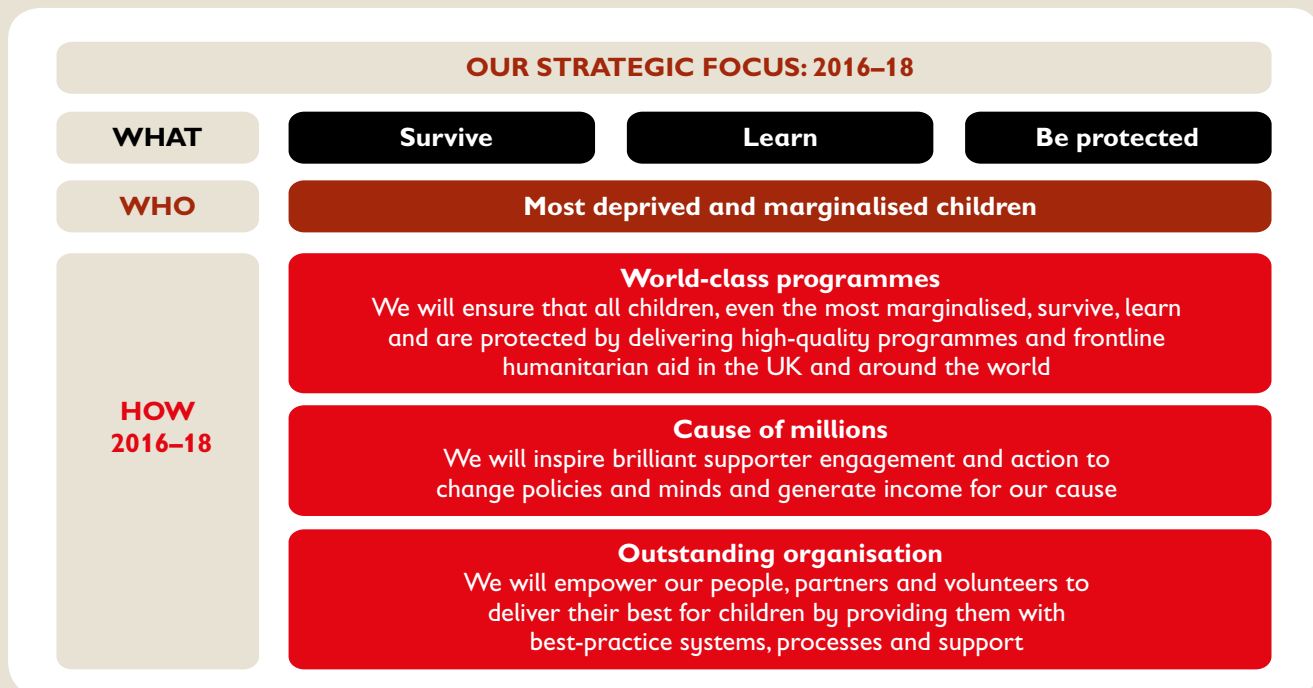 OUR STRATEGIC FOCUS: 2016–18
WHAT
Survive
Learn
Be protected
WHO
Most deprived and marginalised children
HOW
2016–18
World-class programmes
We will ensure that all children, even the most marginalised, survive, learn
and are protected by delivering high-quality programmes and frontline
humanitarian aid in the UK and around the world
Cause of millions
We will inspire brilliant supporter engagement and action to
change policies and minds and generate income for our cause
Outstanding organisation
We will empower our people, partners and volunteers to
deliver their best for children by providing them with
best-practice systems, processes and support